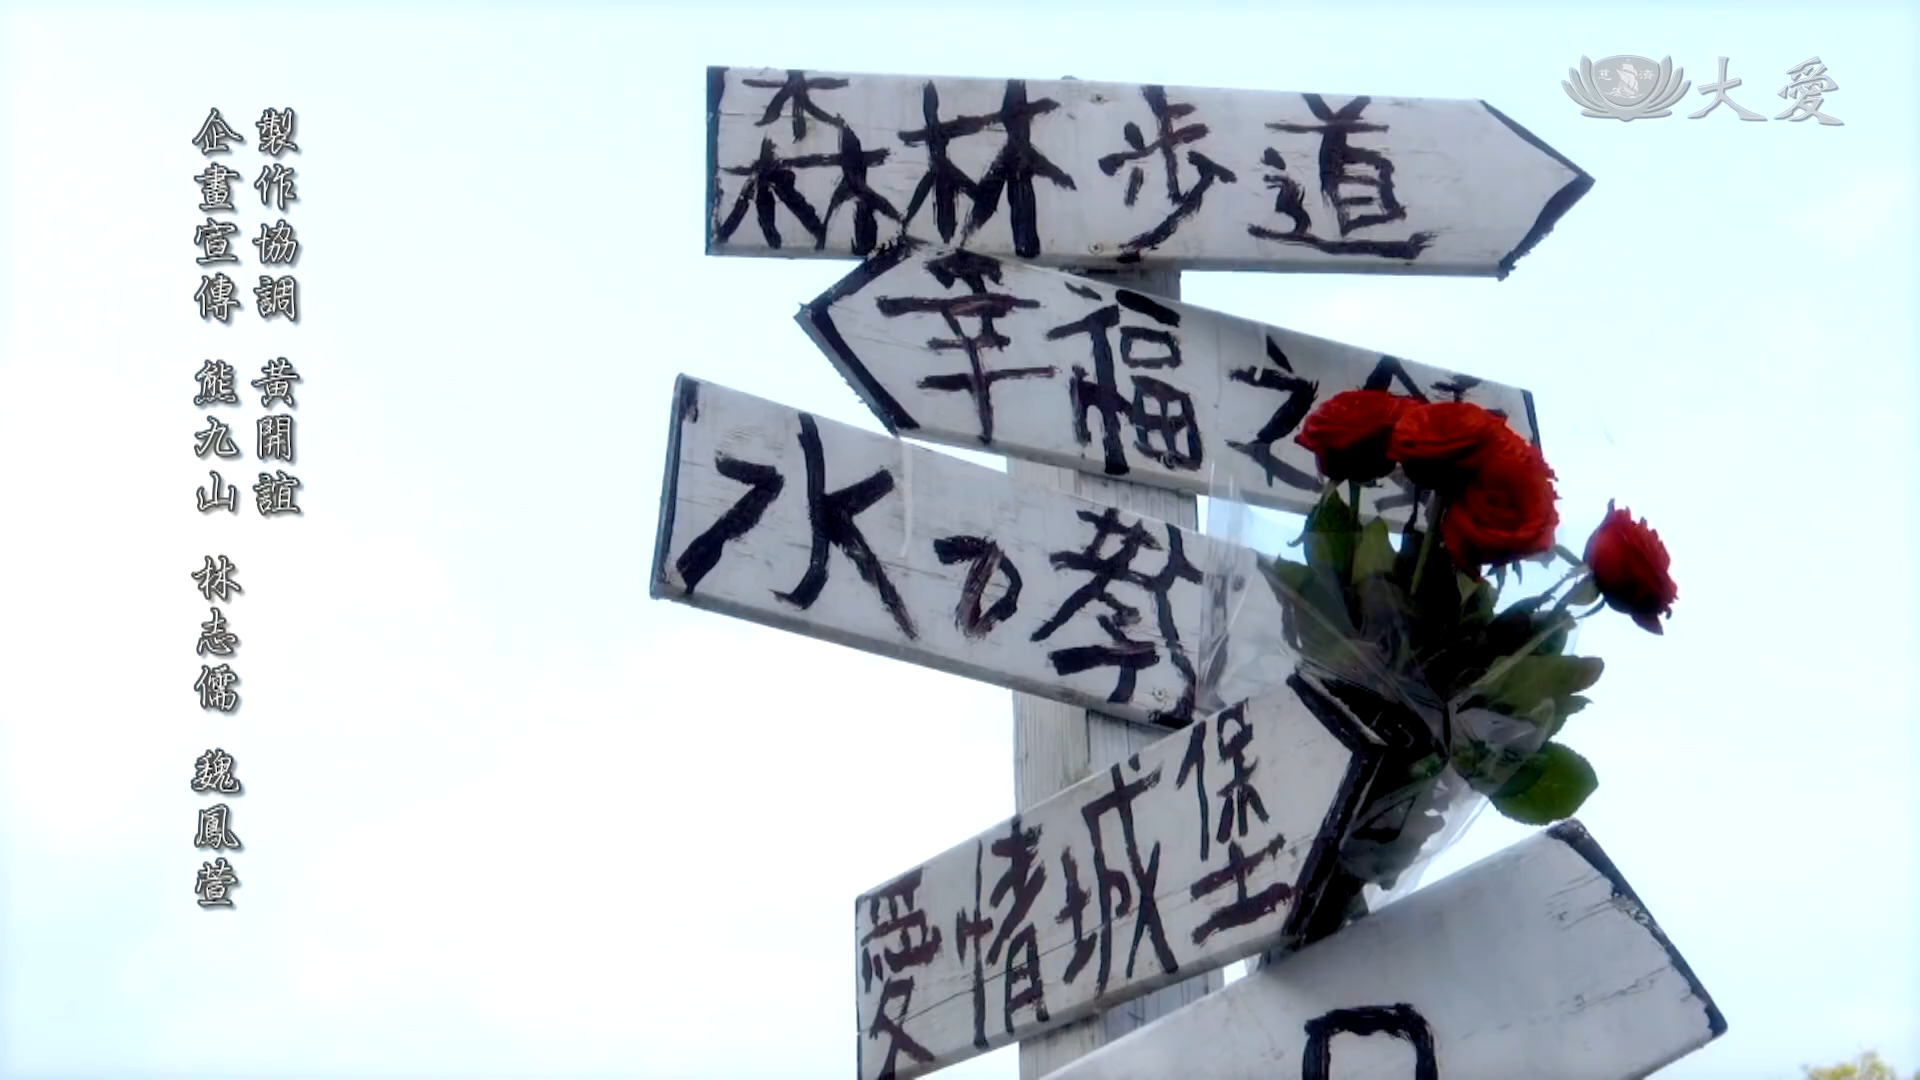 大愛
製作協調 黃開誼
企畫宣傳 熊九山 林志儒 魏鳳萱
森林步道
幸福之
水ㄉ教
愛情城堡